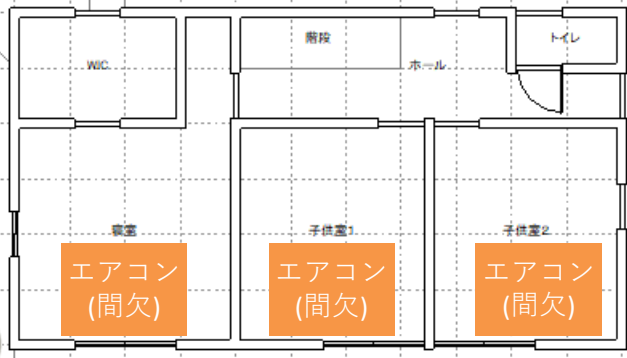 階段
トイレ
WIC
ホール
寝室
子供室1
子供室2
エアコン
(間欠)
エアコン
(間欠)
エアコン
(間欠)